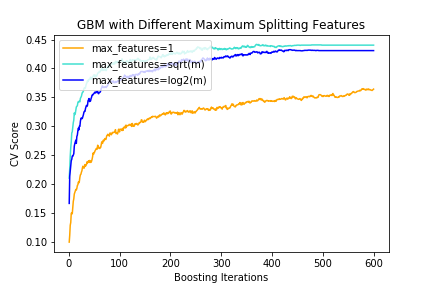 GBM with Different Maximum Splitting Features
max_features=1
max_features=sqrt(m)
max_features=log2(m)
CV Score
0.45
0.40
0.35
0.30
0.25
0.20
0.15
0.10
0
100
200
300
400
500
600
Boosting Iterations